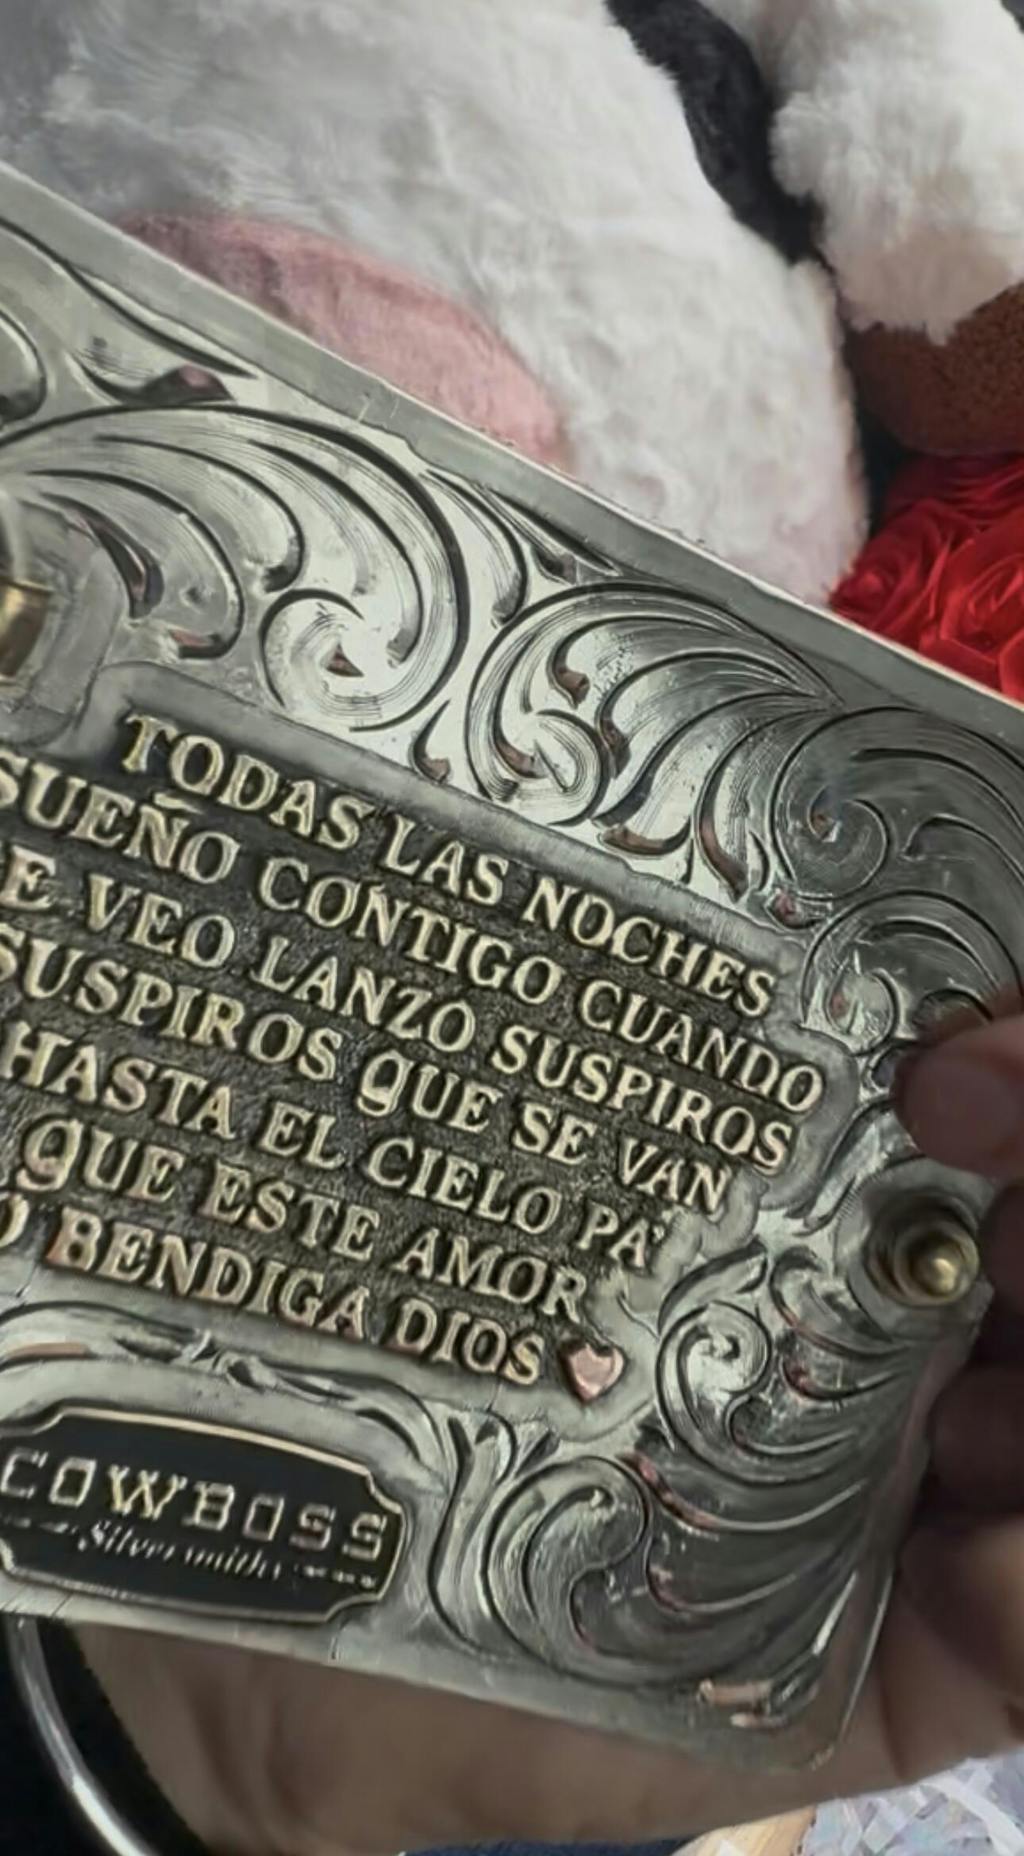 TODAS LAS NOCHES
SUEÑO CONTIGO CUANDO
E VEO LANZO SUSPIROS
SUSPIROS QUE SE VAN
HASTA EL CIELO PA'
QUE ESTE AMOR
O BENDIGA DIOS
COWBOSS
Silversmiths